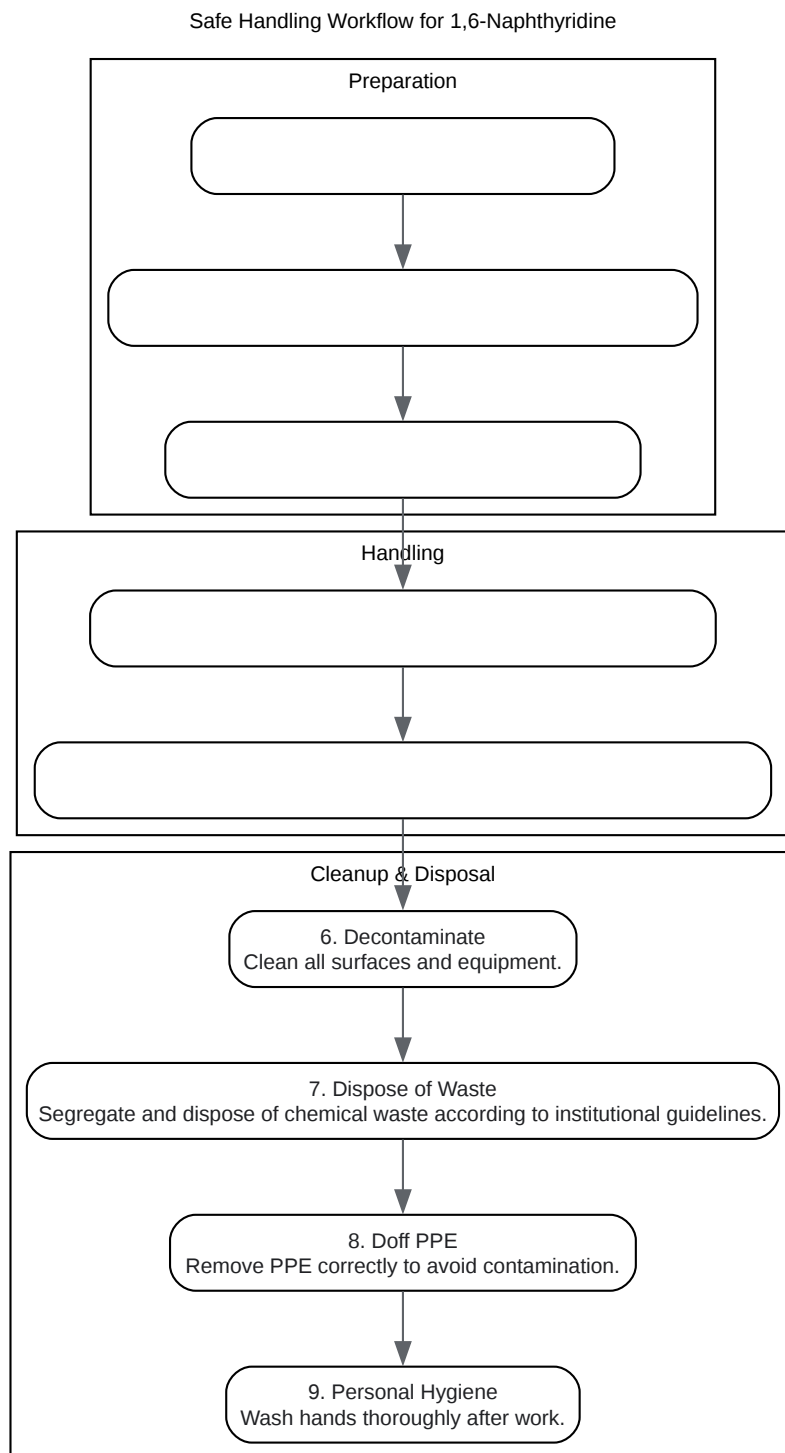 Safe Handling Workflow for 1,6-Naphthyridine
Preparation
Handling
Cleanup & Disposal
6. Decontaminate
Clean all surfaces and equipment.
7. Dispose of Waste
Segregate and dispose of chemical waste according to institutional guidelines.
8. Doff PPE
Remove PPE correctly to avoid contamination.
9. Personal Hygiene
Wash hands thoroughly after work.